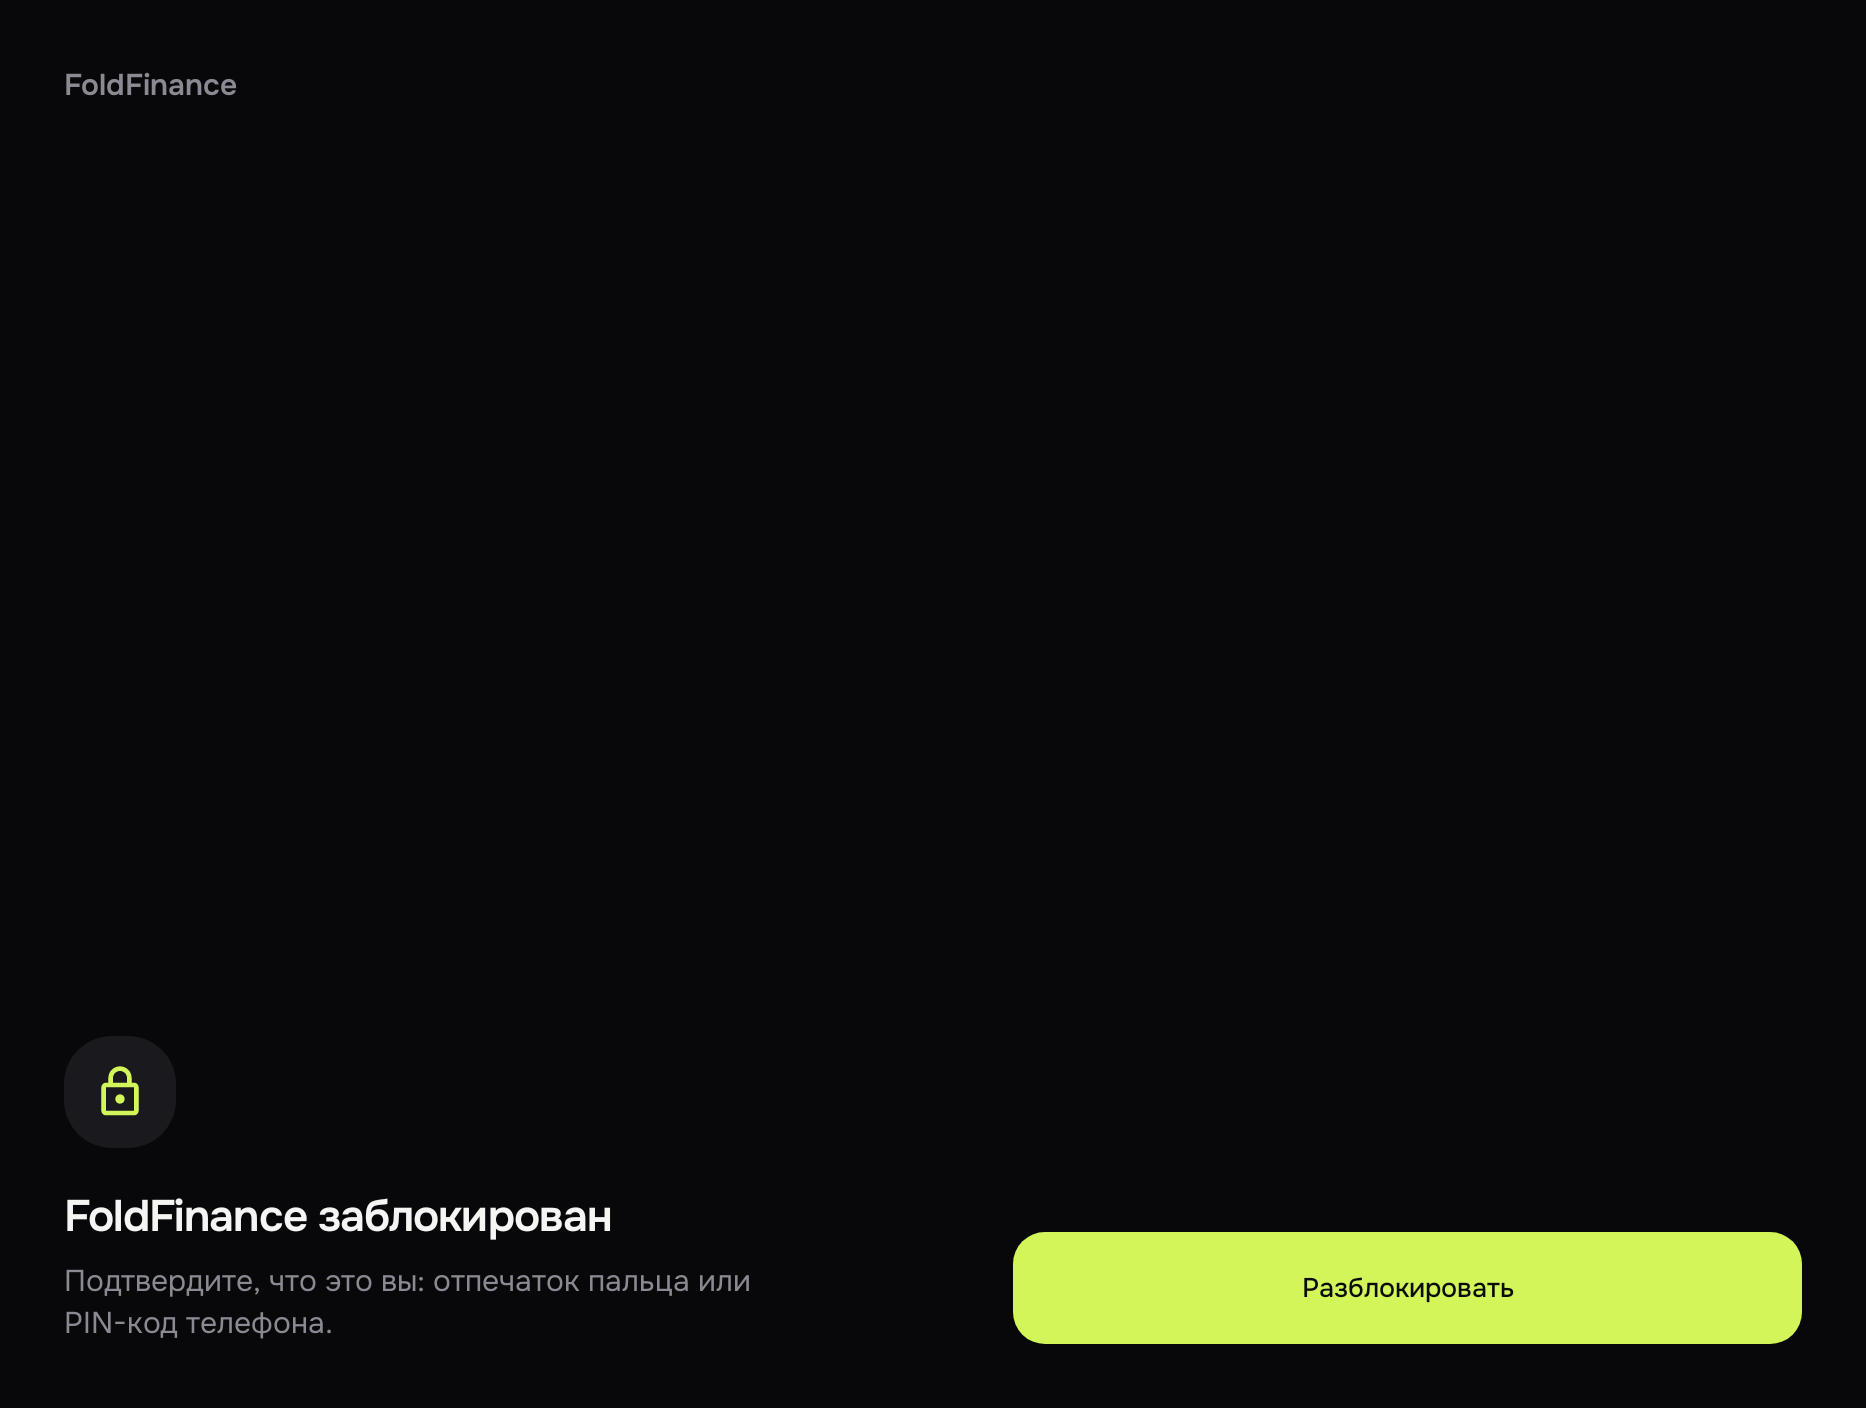 FoldFinance
FoldFinance заблокирован
Подтвердите, что это вы: отпечаток пальца или
PIN-код телефона.
Разблокировать